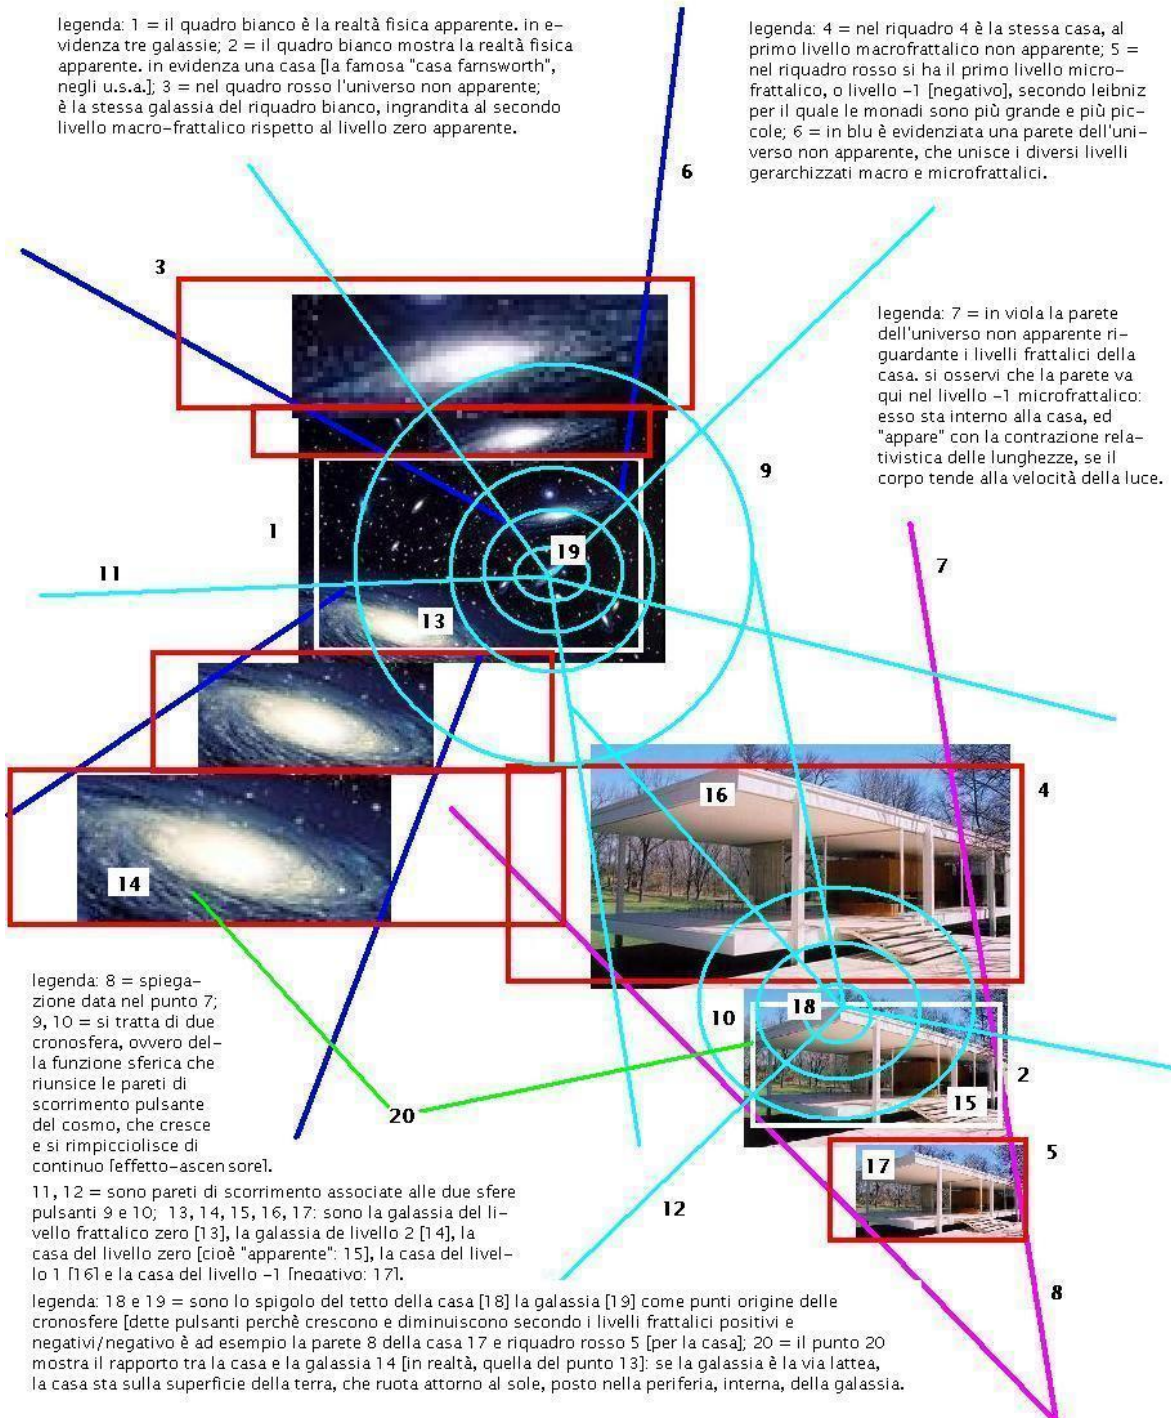 legenda: 1 = il quadro bianco è la realtà fisica apparente. in e-
videnza tre galassie; 2 = il quadro bianco mostra la realtà fisica
apparente. in evidenza una casa [la famosa "casa farnsworth",
negli u.s.a.]; 3 = nel quadro rosso l'universo non apparente;
è la stessa galassia del riquadro bianco, ingrandita al secondo
livello macro-frattalico rispetto al livello zero apparente.
legenda: 4 = nel riquadro 4 è la stessa casa, al
primo livello macrofrattalico non apparente; 5 =
nel riquadro rosso si ha il primo livello micro-
frattalico, o livello -1 [negativo], secondo leibniz
per il quale le monadi sono più grande e più pic-
cole; 6 = in blu è evidenziata una parete dell'uni-
verso non apparente, che unisce i diversi livelli
gerarchizzati macro e microfrattalici.
6
3
legenda: 7 = in viola la parete
dell'universo non apparente ri-
guardante i livelli frattalici della
casa. si osservi che la parete va
qui nel livello -1 microfrattalico:
esso sta interno alla casa, ed
"appare" con la contrazione rela-
tivistica delle lunghezze, se il
corpo tende alla velocità della luce.
9
1
19
11
7
13
16
4
14
18
10
2
15
20
5
17
12
8
legenda: 8 = spiega-
zione data nel punto 7;
9, 10 = si tratta di due
cronosfera, ovvero del-
la funzione sferica che
riunsice le pareti di
scorrimento pulsante
del cosmo, che cresce
e si rimpicciolisce di
continuo [effetto-ascensore].
11, 12 = sono pareti di scorrimento associate alle due sfere
pulsanti 9 e 10; 13, 14, 15, 16, 17: sono la galassia del li-
vello frattalico zero [13], la galassia de livello 2 [14], la
casa del livello zero [cioè "apparente": 15], la casa del livel-
lo 1 [16] e la casa del livello -1 [negativo: 17].
legenda: 18 e 19 = sono lo spigolo del tetto della casa [18] la galassia [19] come punti origine delle
cronosfere [dette pulsanti perchè crescono e diminuiscono secondo i livelli frattalici positivi e
negativi/negativo è ad esempio la parete 8 della casa 17 e riquadro rosso 5 [per la casa]; 20 = il punto 20
mostra il rapporto tra la casa e la galassia 14 [in realtà, quella del punto 13]: se la galassia è la via lattea,
la casa sta sulla superficie della terra, che ruota attorno al sole, posto nella periferia, interna, della galassia.